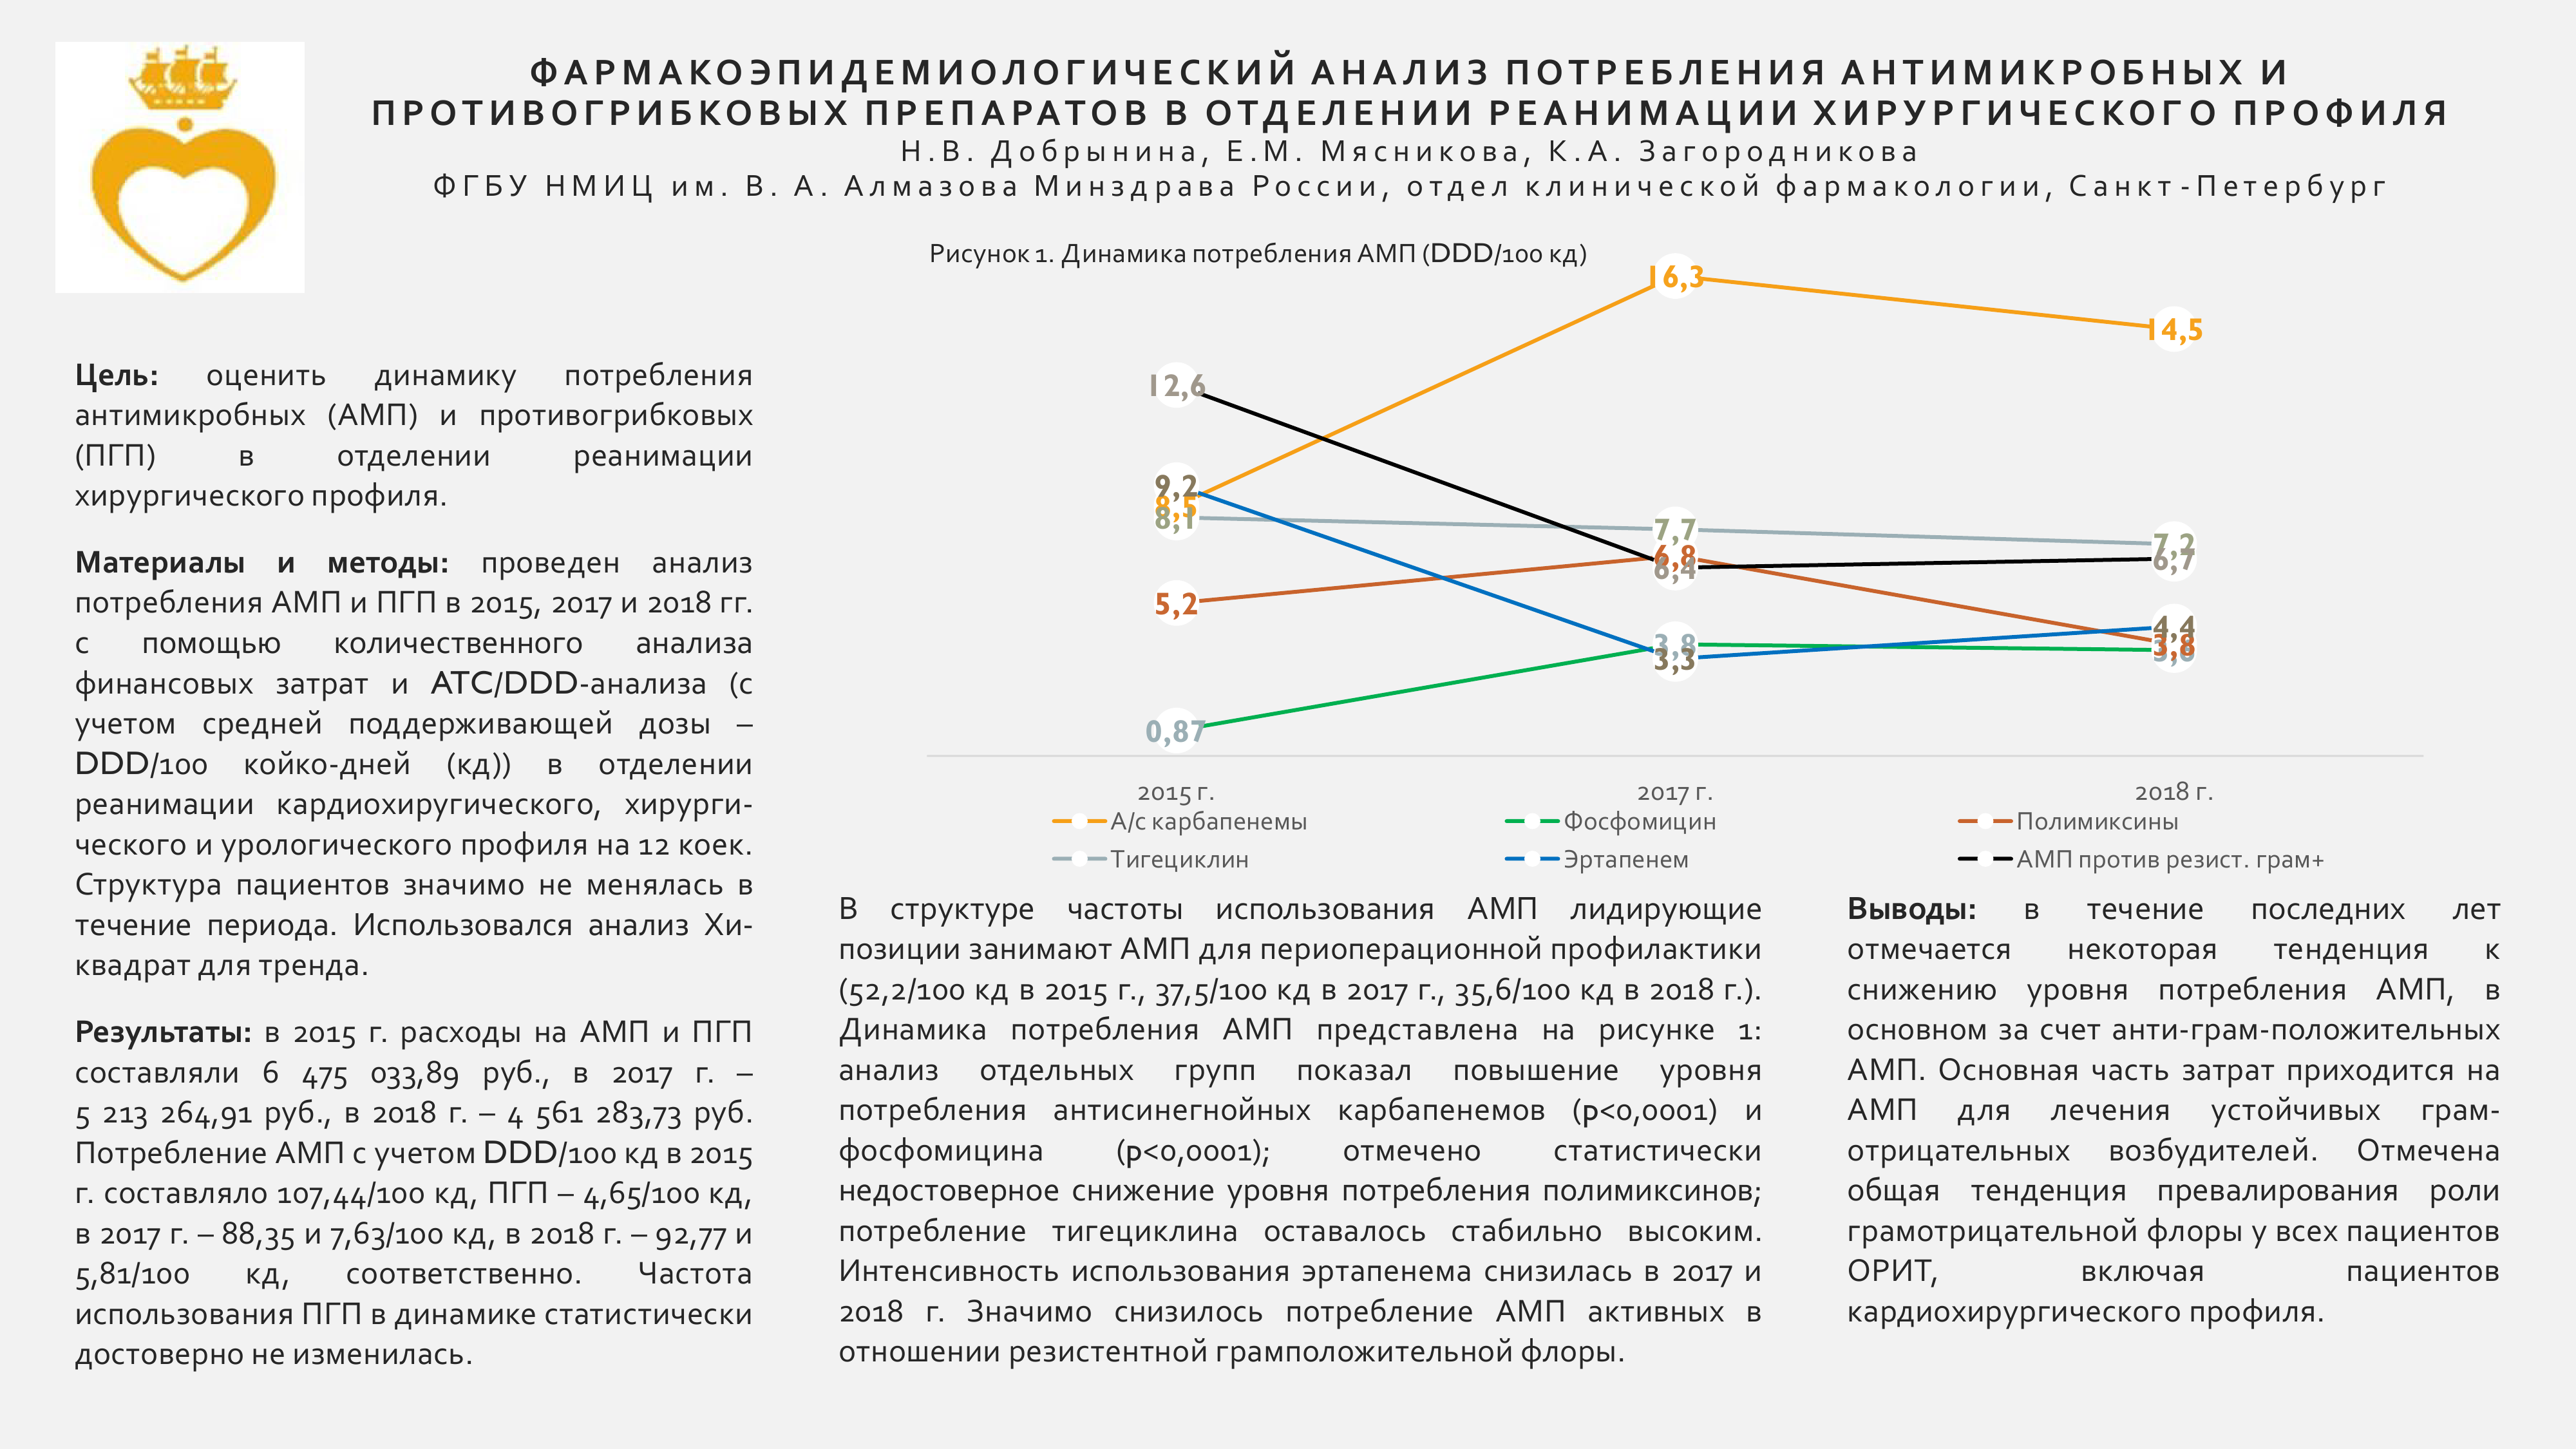 ФАРМАКОЭПИДЕМИОЛОГИЧЕСКИЙ АНАЛИЗ ПОТРЕБЛЕНИЯ АНТИМИКРОБНЫХ И
ПРОТИВОГРИБКОВЫХ ПРЕПАРАТОВ В ОТДЕЛЕНИИ РЕАНИМАЦИИ ХИРУРГИЧЕСКОГО ПРОФИЛЯ
Н.В. Добрынина, Е.М. Мясникова, К.А. Загородникова
ФГБУ НМИЦ им. В. А. Алмазова Минздрава России, отдел клинической фармакологии, Санкт-Петербург
Цель: оценить динамику потребления
антимикробных (АМП) и противогрибковых
(ПГП) в отделении реанимации
хирургического профиля.
Материалы и методы: проведен анализ
потребления АМП и ПГП в 2015, 2017 и 2018 гг.
с помощью количественного анализа
финансовых затрат и ATC/DDD-анализа (с
учетом средней поддерживающей дозы –
DDD/100 койко-дней (кд)) в отделении
реанимации кардиохиругического, хирурги-
ческого и урологического профиля на 12 коек.
Структура пациентов значимо не менялась в
течение периода. Использовался анализ Хи-
квадрат для тренда.
Результаты: в 2015 г. расходы на АМП и ПГП
составляли 6 475 033,89 руб., в 2017 г. –
5 213 264,91 руб., в 2018 г. – 4 561 283,73 руб.
Потребление АМП с учетом DDD/100 кд в 2015
г. составляло 107,44/100 кд, ПГП – 4,65/100 кд,
в 2017 г. – 88,35 и 7,63/100 кд, в 2018 г. – 92,77 и
5,81/100 кд, соответственно. Частота
использования ПГП в динамике статистически
достоверно не изменилась.
Рисунок 1. Динамика потребления АМП (DDD/100 кд)
16,3
14,5
12,6
9,2
8,5
8,1
7,7
7,2
6,8
6,4
6,7
5,2
4,4
3,8
3,8
3,3
0,87
2015 г. 2017 г. 2018 г.
А/с карбапенемы Фосфомицин Полимиксины
Тигециклин Эртапенем АМП против резист. грам+
В структуре частоты использования АМП лидирующие
позиции занимают АМП для периоперационной профилактики
(52,2/100 кд в 2015 г., 37,5/100 кд в 2017 г., 35,6/100 кд в 2018 г.).
Динамика потребления АМП представлена на рисунке 1:
анализ отдельных групп показал повышение уровня
потребления антисинегнойных карбапенемов (p<0,0001) и
фосфомицина (p<0,0001); отмечено статистически
недостоверное снижение уровня потребления полимиксинов;
потребление тигециклина оставалось стабильно высоким.
Интенсивность использования эртапенема снизилась в 2017 и
2018 г. Значимо снизилось потребление АМП активных в
отношении резистентной грамположительной флоры.
Выводы: в течение последних лет
отмечается некоторая тенденция к
снижению уровня потребления АМП, в
основном за счет анти-грам-положительных
АМП. Основная часть затрат приходится на
АМП для лечения устойчивых грам-
отрицательных возбудителей. Отмечена
общая тенденция превалирования роли
грамотрицательной флоры у всех пациентов
ОРИТ, включая пациентов
кардиохирургического профиля.